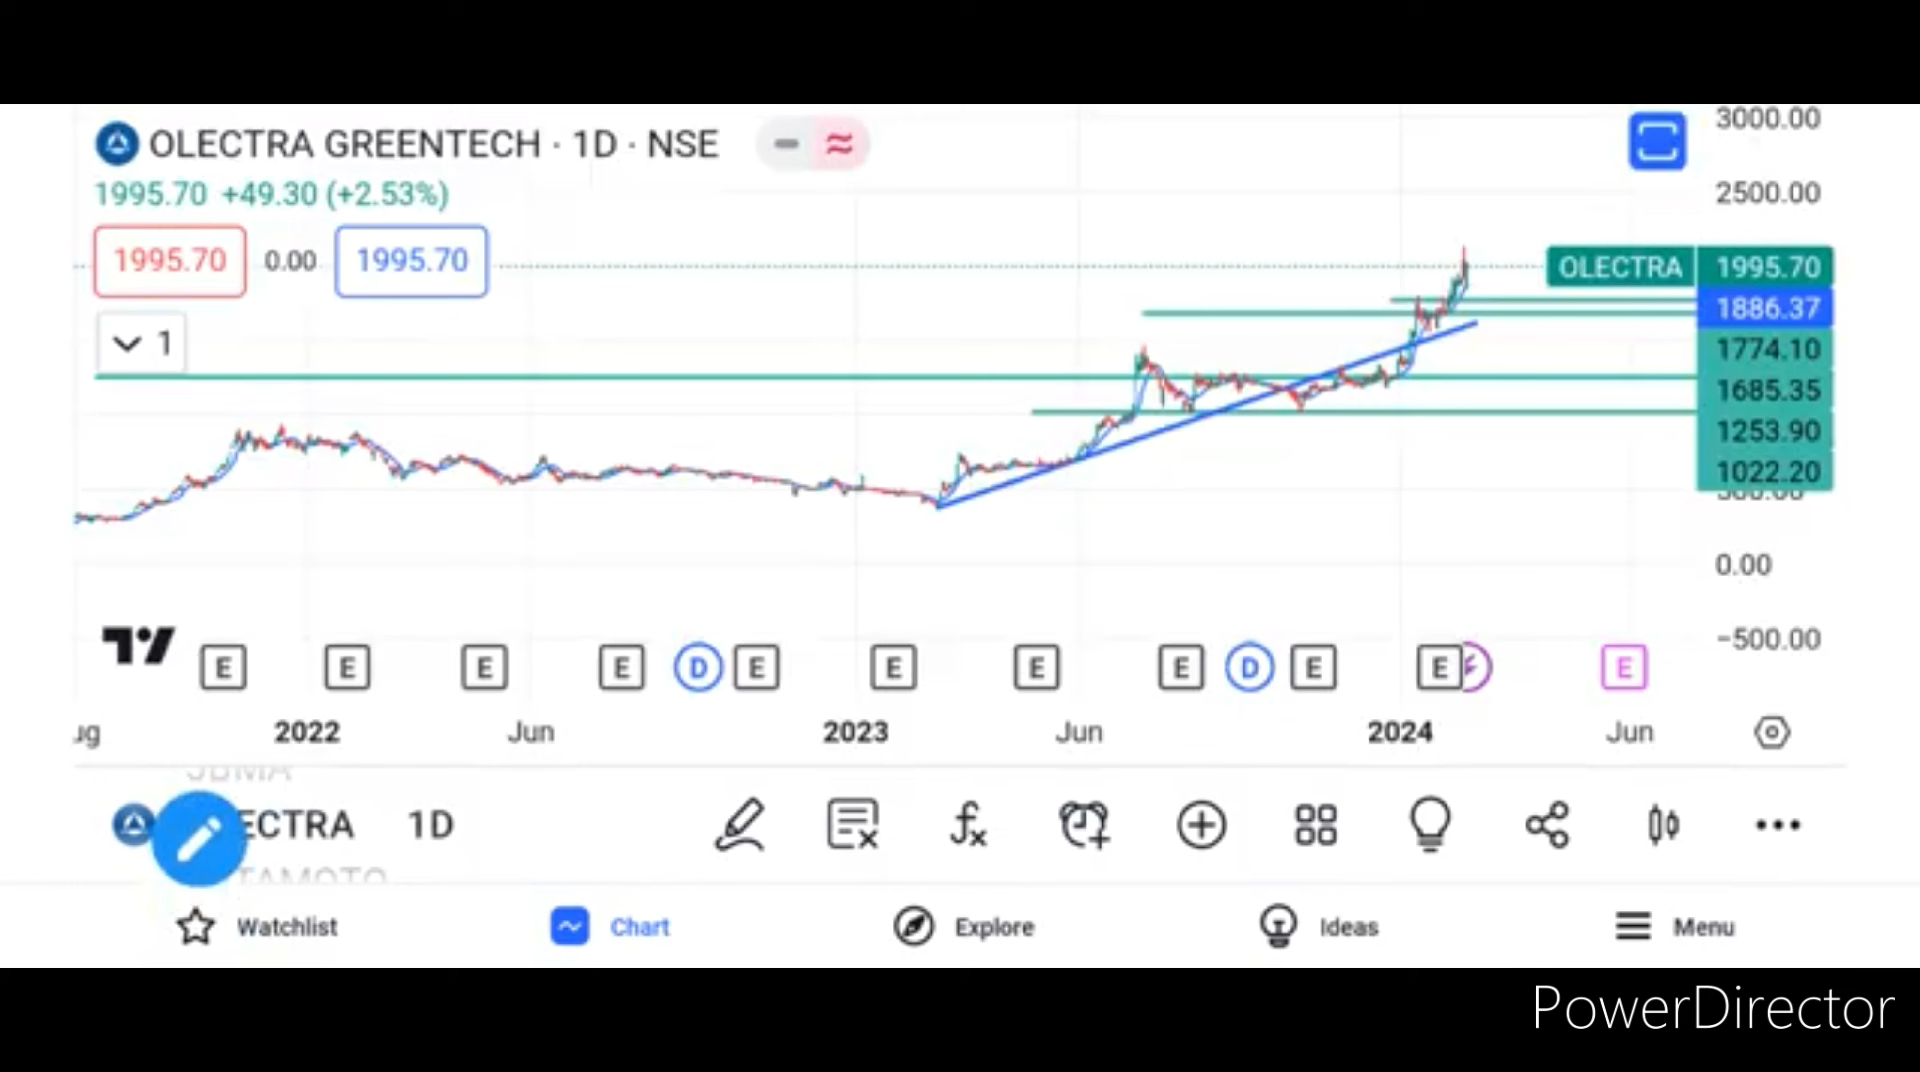 OLECTRA GREENTECH · 1D · NSE
1995.70 +49.30 (+2.53%)
1995.70 0.00 1995.70
1
3000.00
2500.00
OLECTRA 1995.70
1886.37
1774.10
1685.35
1253.90
1022.20
0.00
−500.00
E E E E D E E E E D E E E
2022 Jun 2023 Jun 2024 Jun
ECTRA 1D
Watchlist Chart Explore Ideas Menu
PowerDirector